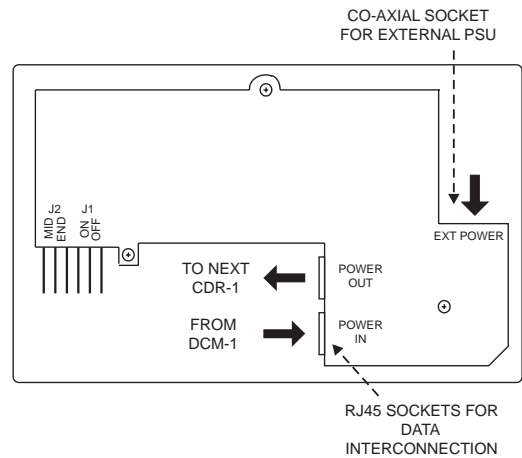 CO-AXIAL SOCKET
FOR EXTERNAL PSU
J2 J1
MID
END
ON
OFF
EXT POWER
TO NEXT
CDR-1
POWER
OUT
FROM
DCM-1
POWER
IN
RJ45 SOCKETS FOR
DATA
INTERCONNECTION